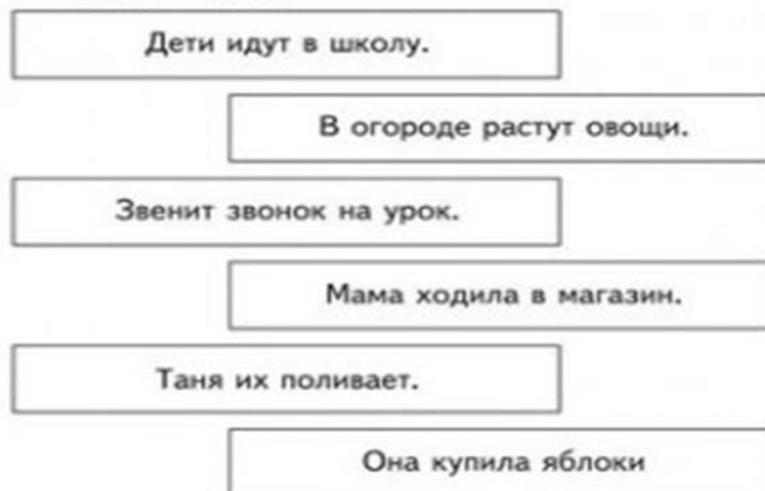 Дети идут в школу.
В огороде растут овощи.
Звенит звонок на урок.
Мама ходила в магазин.
Таня их поливает.
Она купила яблоки